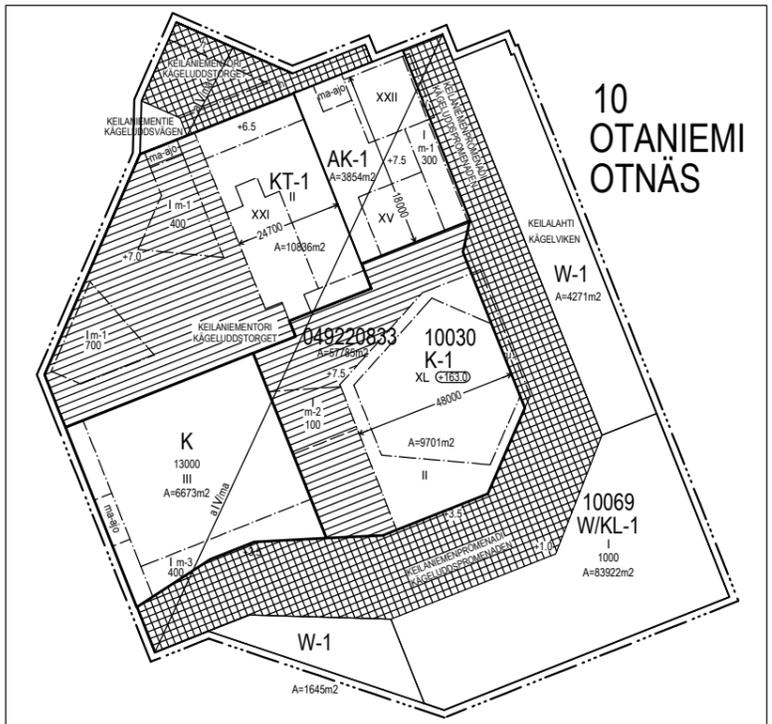 10
OTANIEMI
OTNÄS
KEILANIEMENTORI
KÄGELUDDSTORGET
KEILANIEMENTIE
KÄGELUDDSVÄGEN
ma-ajo
+6.5
ma-ajo
XXII
KEILANIEMENPROMENADI
KÄGELUDDSPROMENADEN
I
m-1
300
AK-1
A=3854m2
+7.5
KT-1
II
XXI
24700
A=10836m2
18000
XV
I m-1
400
+7.0
I m-1
700
KEILALAHTI
KÄGELVIKEN
W-1
A=4271m2
KEILANIEMENTORI
KÄGELUDDSTORGET
049220833
A=57785m2
10030
K-1
XL
+163.0
+7.5
48000
I
m-2
100
A=9701m2
II
K
13000
III
A=6673m2
ma-ajo
a IV/ma
+3.5
KEILANIEMENPROMENADI
KÄGELUDDSPROMENADEN
+1.0
10069
W/KL-1
I
1000
A=83922m2
I m-3
400
W-1
A=1645m2